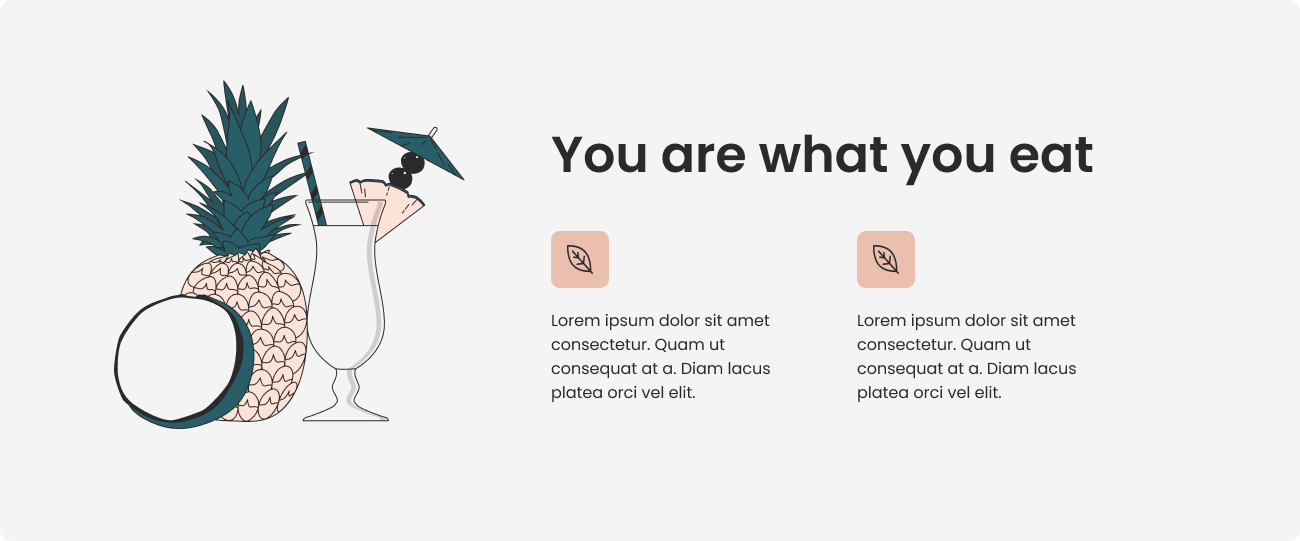 You are what you eat
Lorem ipsum dolor sit amet
consectetur. Quam ut
consequat at a. Diam lacus
platea orci vel elit.
Lorem ipsum dolor sit amet
consectetur. Quam ut
consequat at a. Diam lacus
platea orci vel elit.